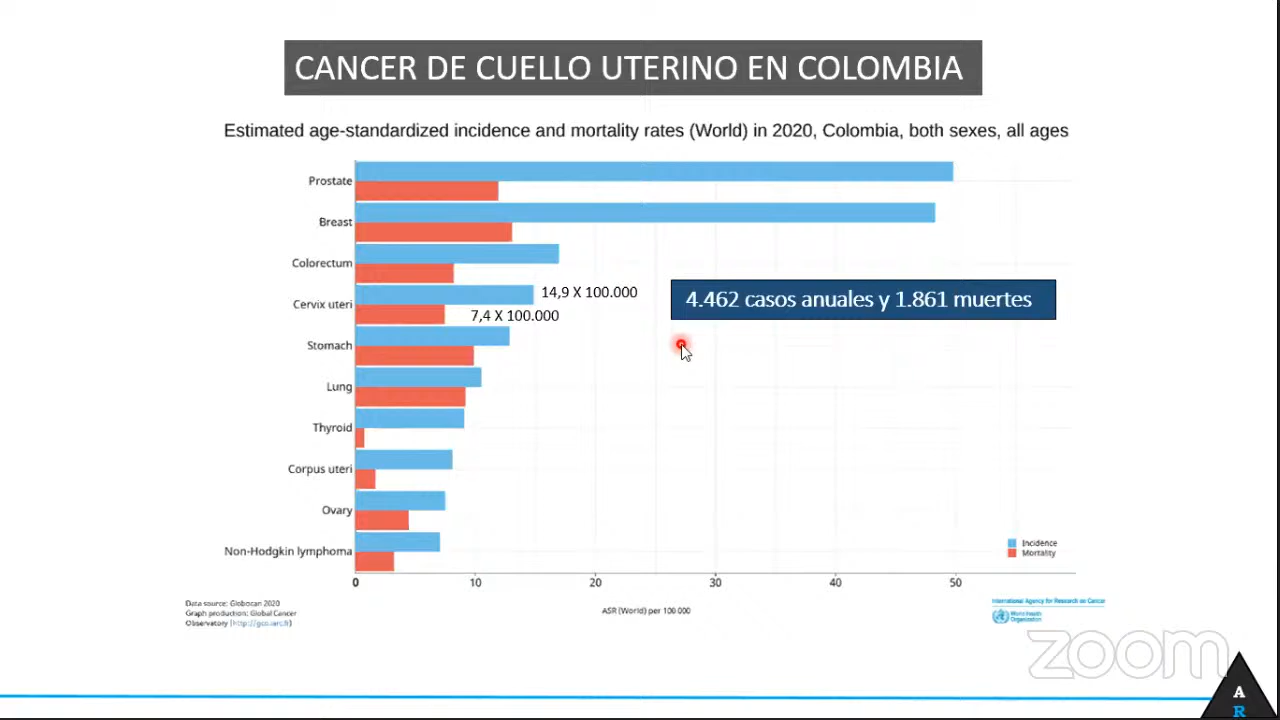 CANCER DE CUELLO UTERINO EN COLOMBIA
Estimated age-standardized incidence and mortality rates (World) in 2020, Colombia, both sexes, all ages
Prostate
Breast
Colorectum
Cervix uteri
14,9 X 100.000
7,4 X 100.000
4.462 casos anuales y 1.861 muertes
Stomach
Lung
Thyroid
Corpus uteri
Ovary
Non-Hodgkin lymphoma
Incidence
Mortality
0 10 20 30 40 50
ASR (World) per 100 000
Data source: Globocan 2020
Graph production: Global Cancer
Observatory (http://gco.iarc.fr)
International Agency for Research on Cancer
World Health
Organization
zoom
A
R